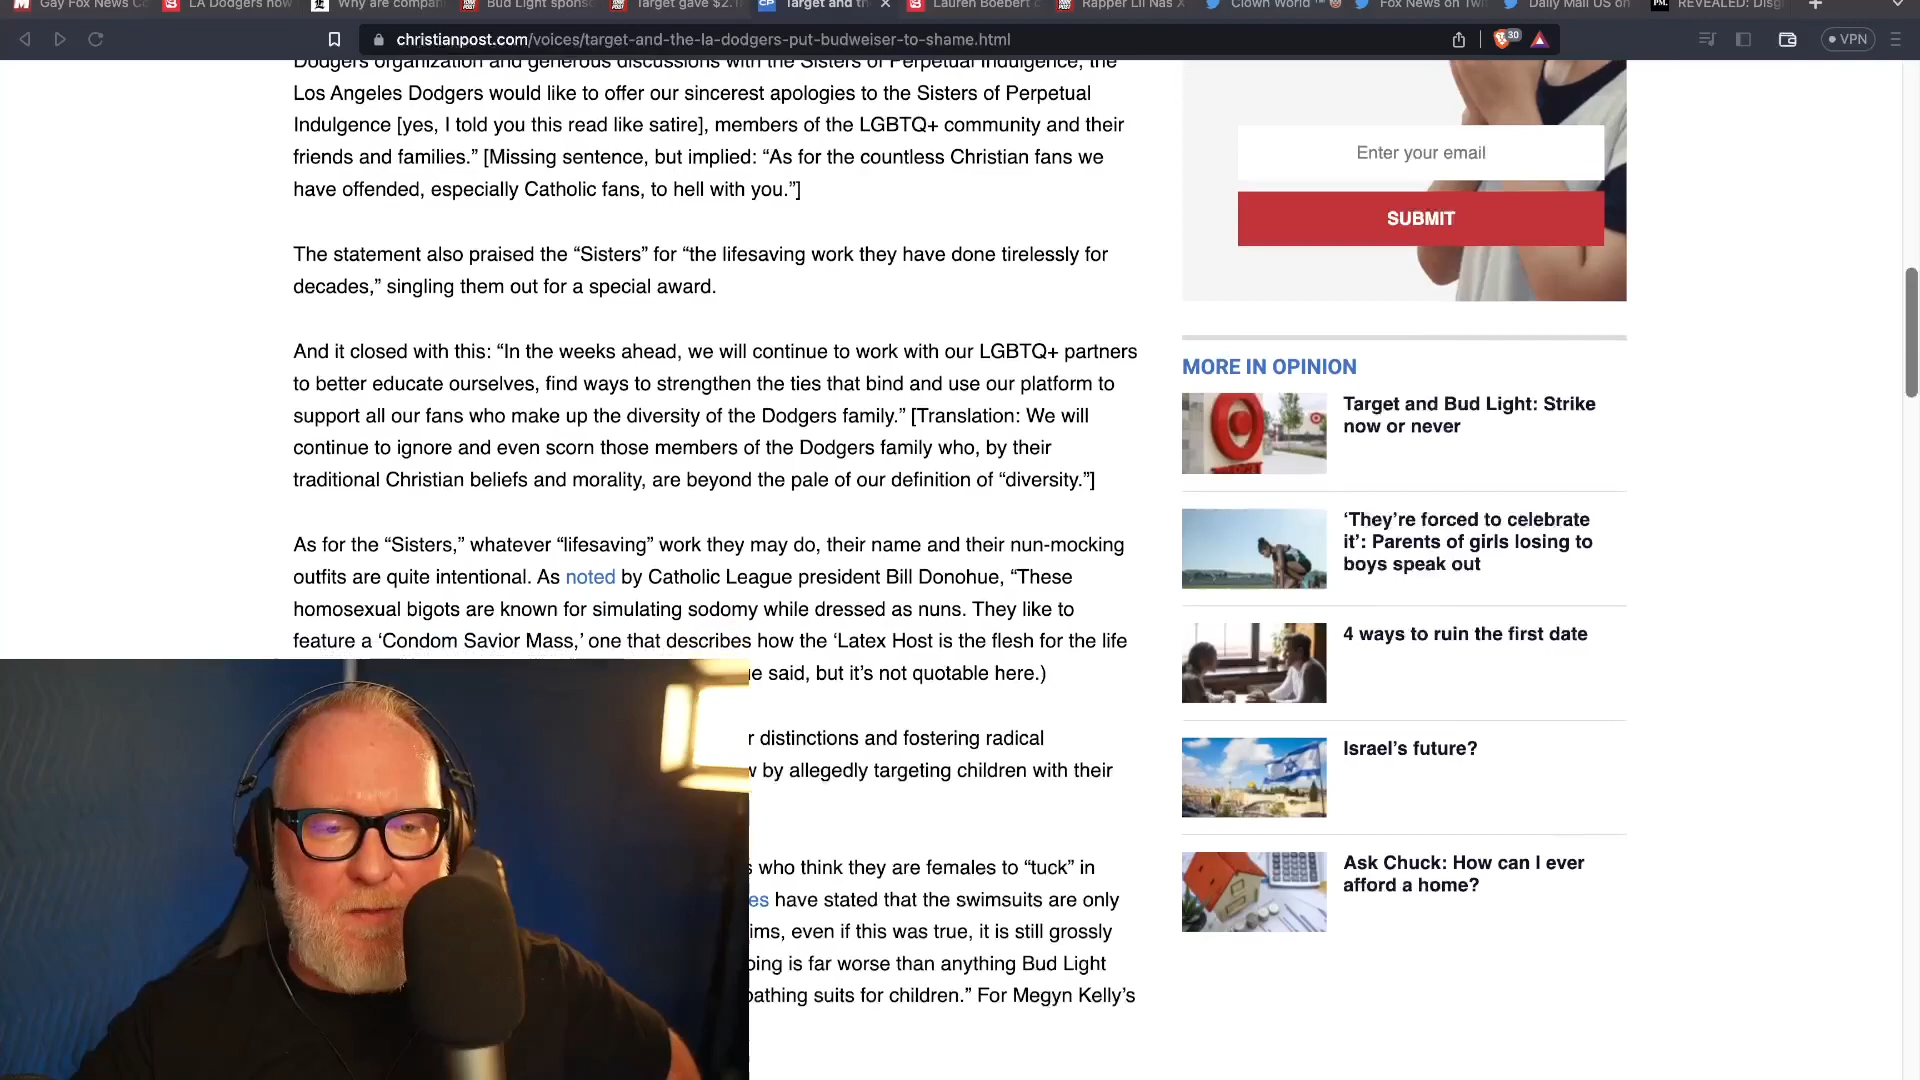 Gay Fox News Co
LA Dodgers now
Why are compan
Bud Light spons
Target gave $2.1
Target and th
Lauren Boebert c
Rapper Lil Nas X
Clown World ™
Fox News on Twi
Daily Mail US on
REVEALED: Disg
christianpost.com/voices/target-and-the-la-dodgers-put-budweiser-to-shame.html
30
VPN
Dodgers organization and generous discussions with the Sisters of Perpetual Indulgence, the
Los Angeles Dodgers would like to offer our sincerest apologies to the Sisters of Perpetual
Indulgence [yes, I told you this read like satire], members of the LGBTQ+ community and their
friends and families.” [Missing sentence, but implied: “As for the countless Christian fans we
have offended, especially Catholic fans, to hell with you.”]
The statement also praised the “Sisters” for “the lifesaving work they have done tirelessly for
decades,” singling them out for a special award.
And it closed with this: “In the weeks ahead, we will continue to work with our LGBTQ+ partners
to better educate ourselves, find ways to strengthen the ties that bind and use our platform to
support all our fans who make up the diversity of the Dodgers family.” [Translation: We will
continue to ignore and even scorn those members of the Dodgers family who, by their
traditional Christian beliefs and morality, are beyond the pale of our definition of “diversity.”]
As for the “Sisters,” whatever “lifesaving” work they may do, their name and their nun-mocking
outfits are quite intentional. As noted by Catholic League president Bill Donohue, “These
homosexual bigots are known for simulating sodomy while dressed as nuns. They like to
feature a ‘Condom Savior Mass,’ one that describes how the ‘Latex Host is the flesh for the life
said, but it’s not quotable here.)
distinctions and fostering radical
by allegedly targeting children with their
who think they are females to “tuck” in
have stated that the swimsuits are only
even if this was true, it is still grossly
is far worse than anything Bud Light
bathing suits for children.” For Megyn Kelly’s
Enter your email
SUBMIT
MORE IN OPINION
Target and Bud Light: Strike
now or never
‘They’re forced to celebrate
it’: Parents of girls losing to
boys speak out
4 ways to ruin the first date
Israel’s future?
Ask Chuck: How can I ever
afford a home?